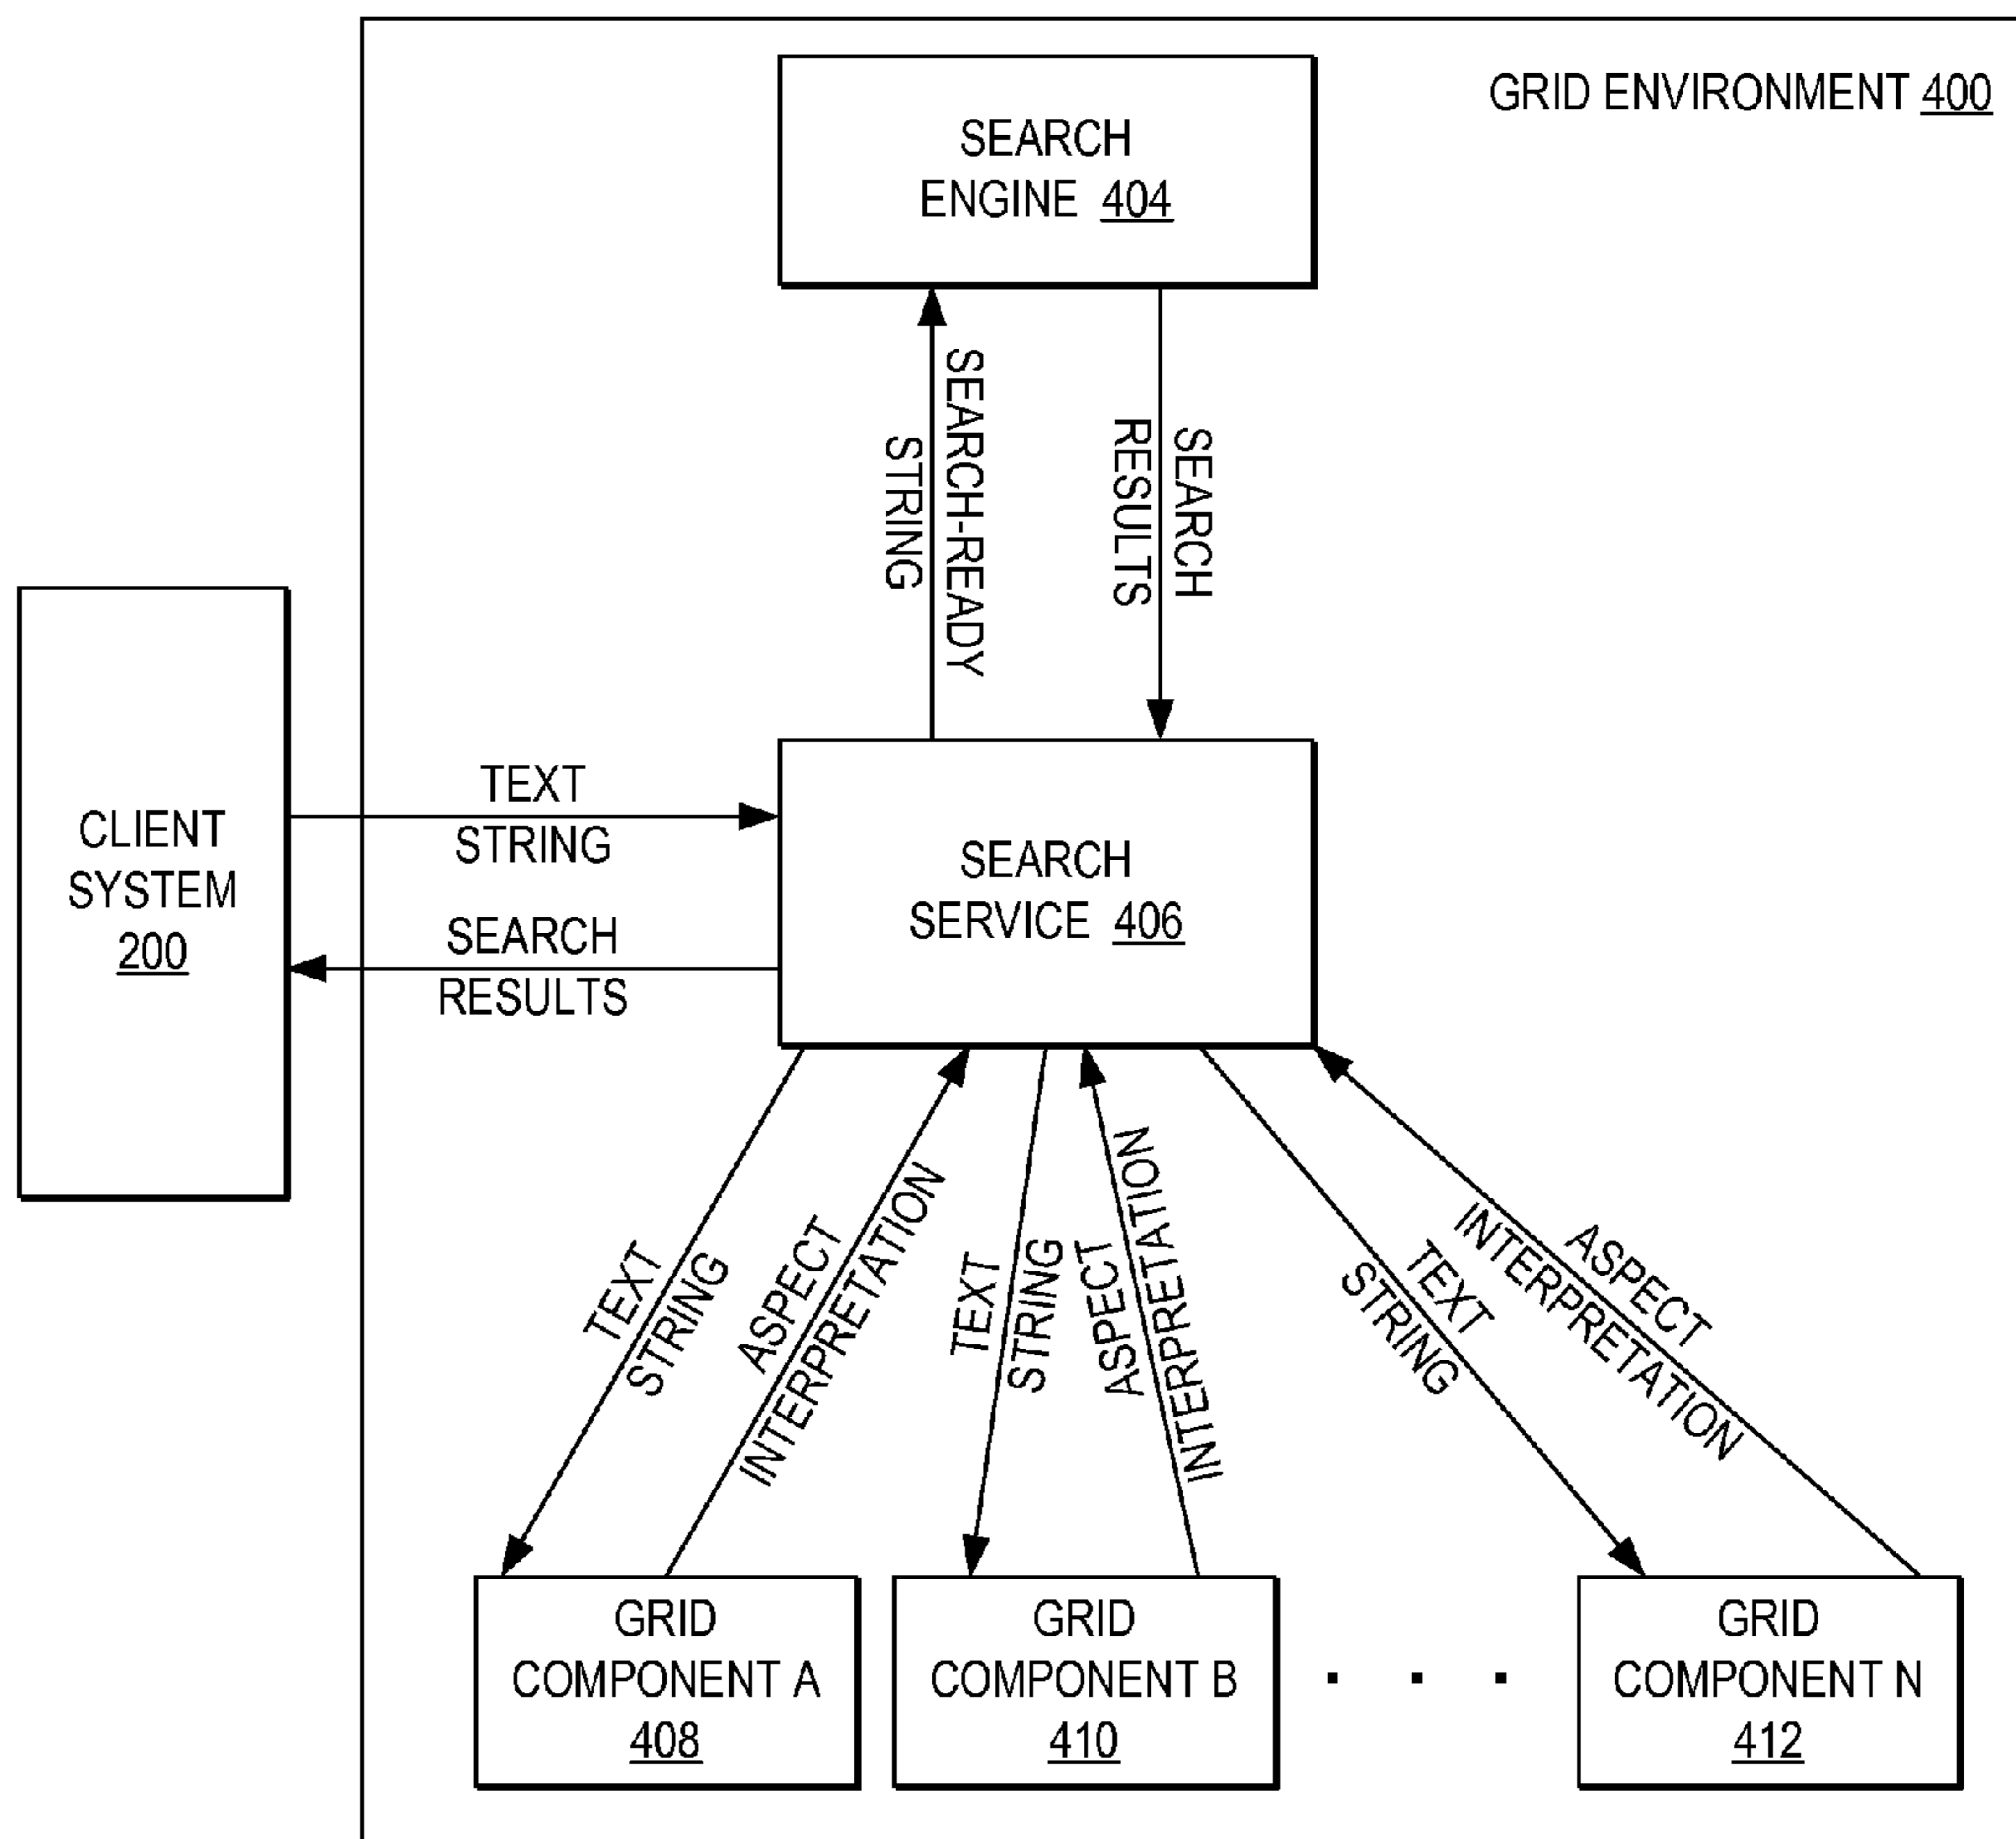 GRID ENVIRONMENT 400
SEARCH
ENGINE 404
SEARCH-READY
STRING
SEARCH
RESULTS
CLIENT
SYSTEM
200
TEXT
STRING
SEARCH
RESULTS
SEARCH
SERVICE 406
TEXT
STRING
ASPECT
INTERPRETATION
TEXT
STRING
ASPECT
INTERPRETATION
TEXT
STRING
ASPECT
INTERPRETATION
GRID
COMPONENT A
408
GRID
COMPONENT B
410
. . .
GRID
COMPONENT N
412